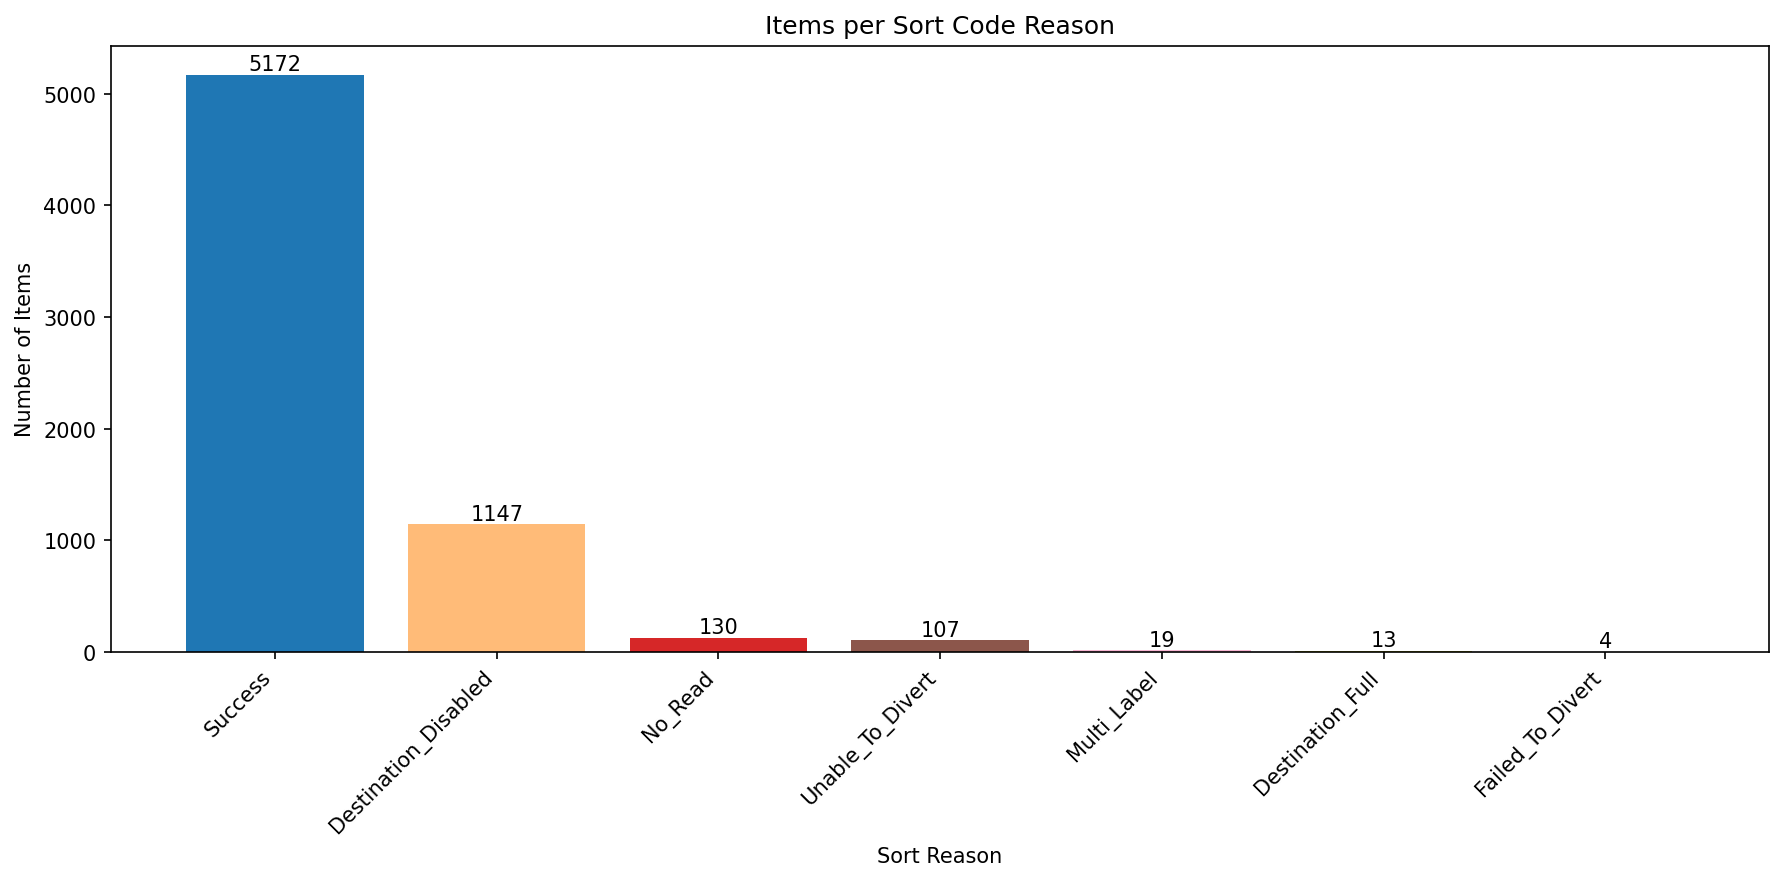 Items per Sort Code Reason
Number of Items
5000
4000
3000
2000
1000
0
5172
1147
130
107
19
13
4
Success
Destination_Disabled
No_Read
Unable_To_Divert
Multi_Label
Destination_Full
Failed_To_Divert
Sort Reason